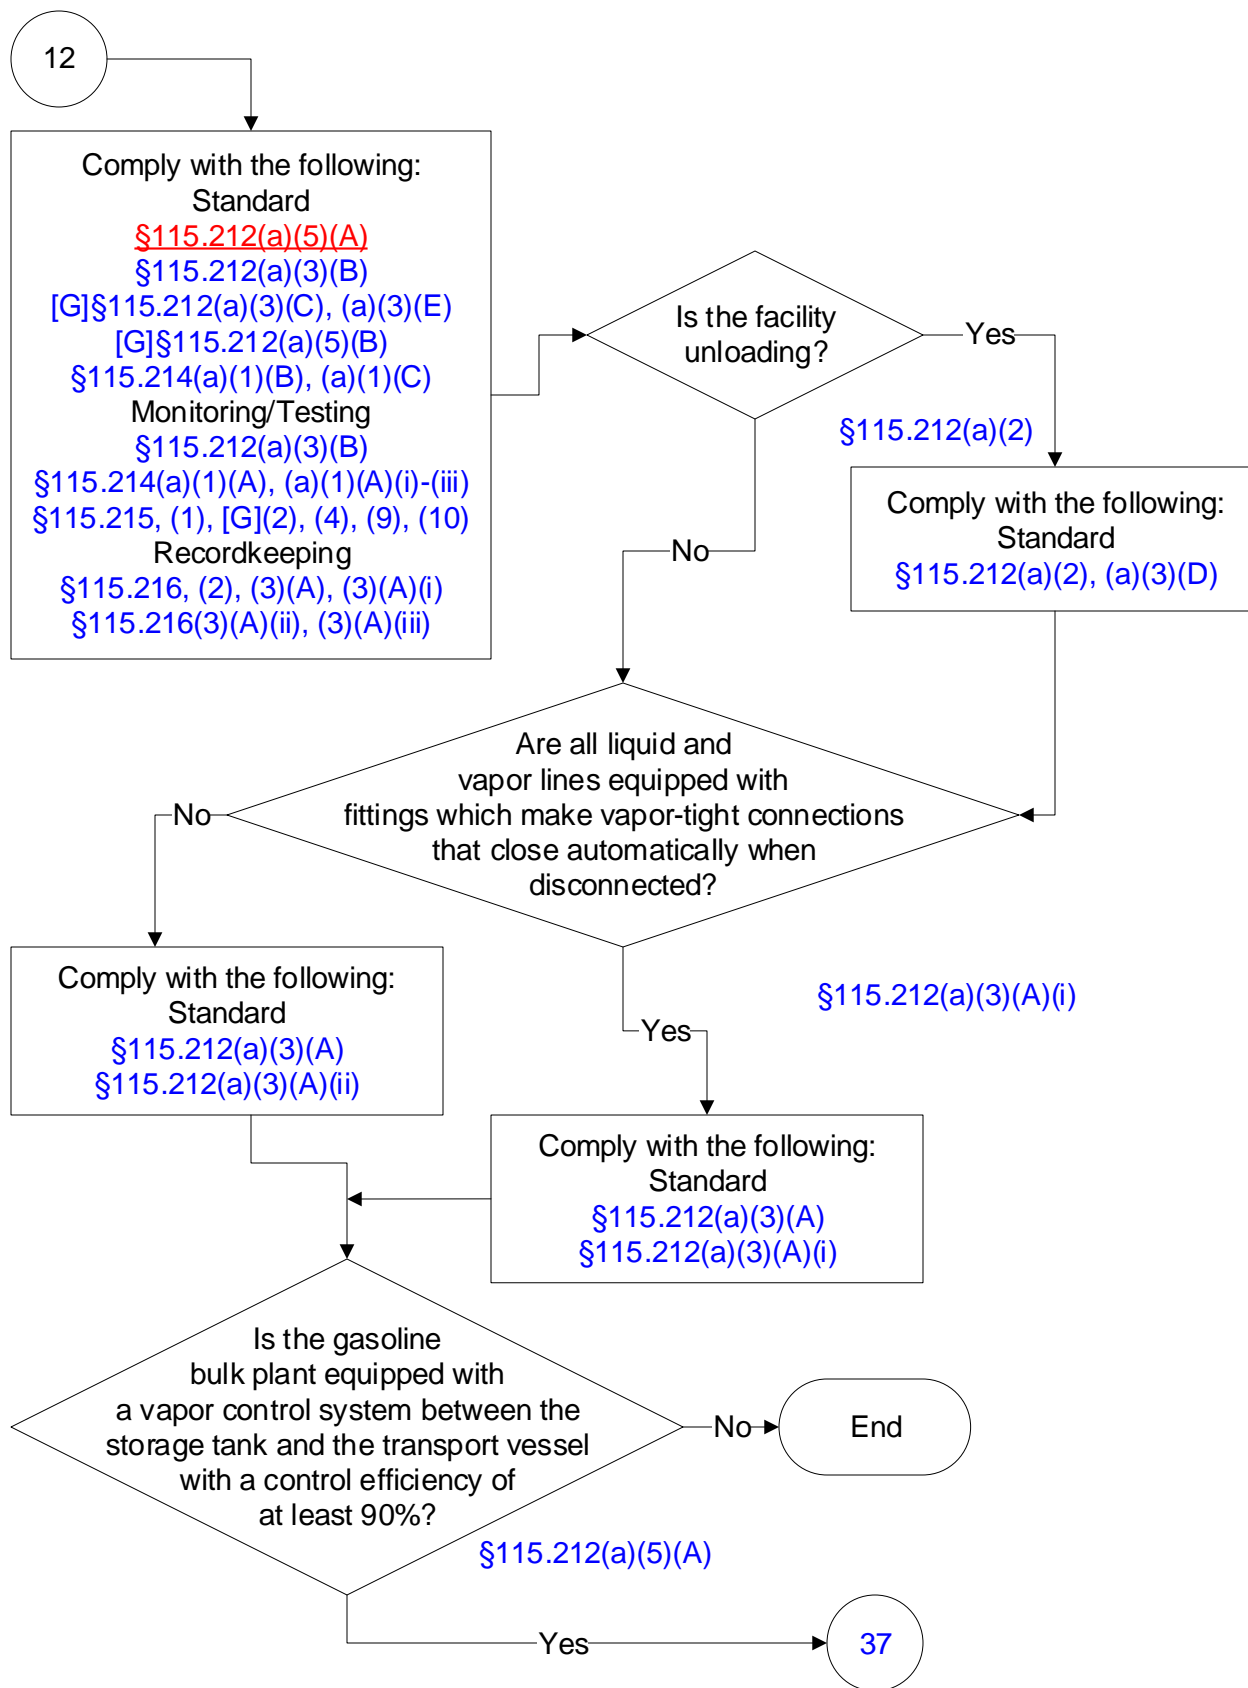 12
Comply with the following:
Standard
§115.212(a)(5)(A)
§115.212(a)(3)(B)
[G]§115.212(a)(3)(C), (a)(3)(E)
[G]§115.212(a)(5)(B)
§115.214(a)(1)(B), (a)(1)(C)
Monitoring/Testing
§115.212(a)(3)(B)
§115.214(a)(1)(A), (a)(1)(A)(i)-(iii)
§115.215, (1), [G](2), (4), (9), (10)
Recordkeeping
§115.216, (2), (3)(A), (3)(A)(i)
§115.216(3)(A)(ii), (3)(A)(iii)
Is the facility
unloading?
Yes
§115.212(a)(2)
Comply with the following:
Standard
§115.212(a)(2), (a)(3)(D)
No
Are all liquid and
vapor lines equipped with
fittings which make vapor-tight connections
that close automatically when
disconnected?
No
§115.212(a)(3)(A)(i)
Yes
Comply with the following:
Standard
§115.212(a)(3)(A)
§115.212(a)(3)(A)(ii)
Comply with the following:
Standard
§115.212(a)(3)(A)
§115.212(a)(3)(A)(i)
Is the gasoline
bulk plant equipped with
a vapor control system between the
storage tank and the transport vessel
with a control efficiency of
at least 90%?
No
End
§115.212(a)(5)(A)
Yes
37